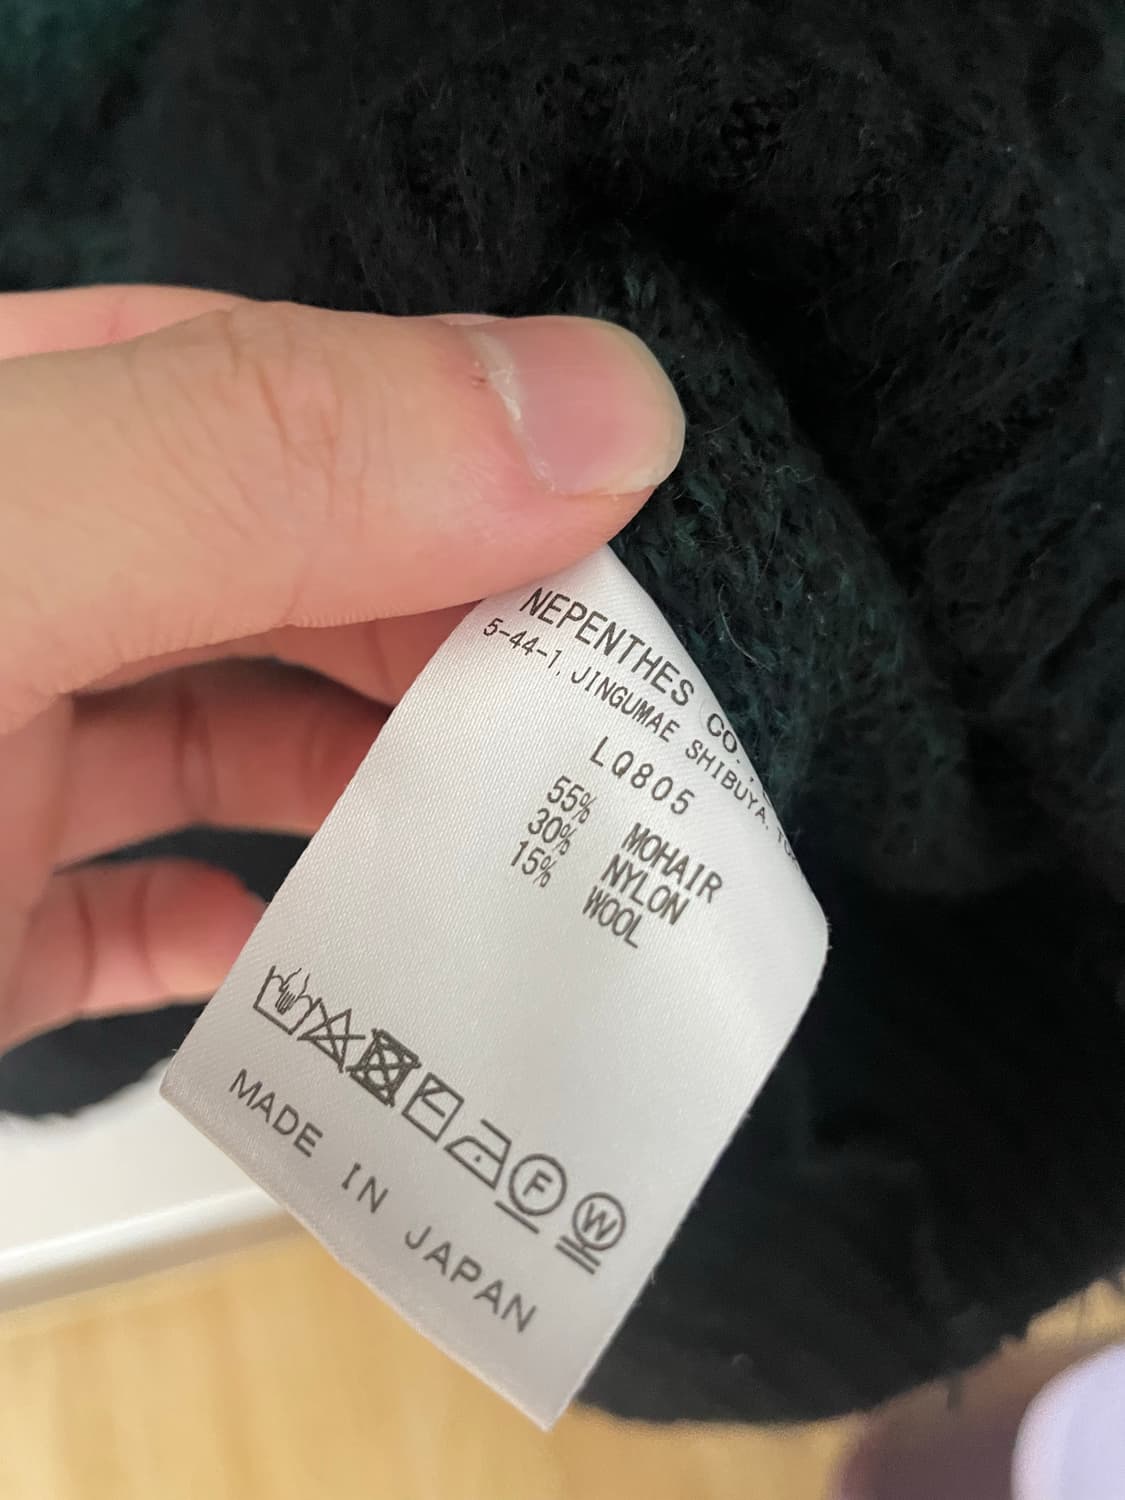 NEPENTHES CO.,
5-44-1, JINGUMAE SHIBUYA.
LQ805
55% MOHAIR
30% NYLON
15% WOOL
F W
MADE IN JAPAN